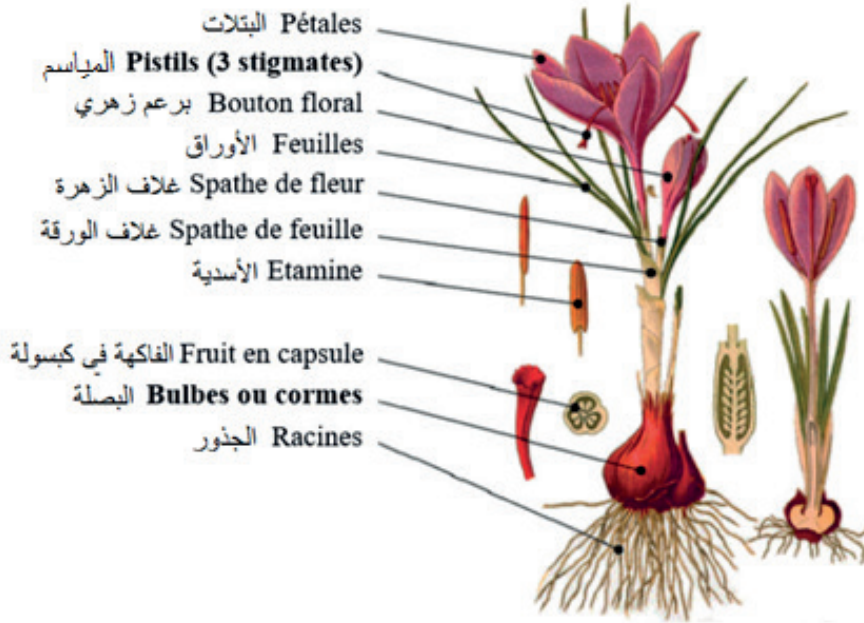 البتلات Pétales
المياسم Pistils (3 stigmates)
برعم زهري Bouton floral
الأوراق Feuilles
غلاف الزهرة Spathe de fleur
غلاف الورقة Spathe de feuille
الأسدية Etamine
الفاكهة في كبسولة Fruit en capsule
البصلة Bulbes ou cormes
الجذور Racines